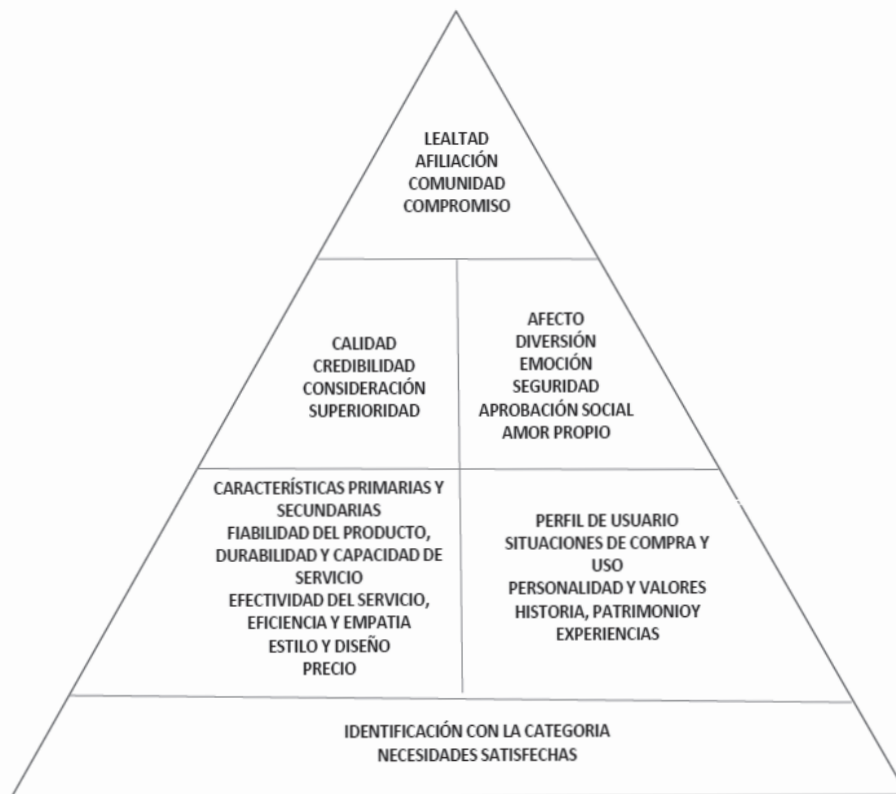 LEALTAD
AFILIACIÓN
COMUNIDAD
COMPROMISO
CALIDAD
CREDIBILIDAD
CONSIDERACIÓN
SUPERIORIDAD
AFECTO
DIVERSIÓN
EMOCIÓN
SEGURIDAD
APROBACIÓN SOCIAL
AMOR PROPIO
CARACTERÍSTICAS PRIMARIAS Y
SECUNDARIAS
FIABILIDAD DEL PRODUCTO,
DURABILIDAD Y CAPACIDAD DE
SERVICIO
EFECTIVIDAD DEL SERVICIO,
EFICIENCIA Y EMPATIA
ESTILO Y DISEÑO
PRECIO
PERFIL DE USUARIO
SITUACIONES DE COMPRA Y
USO
PERSONALIDAD Y VALORES
HISTORIA, PATRIMONIOY
EXPERIENCIAS
IDENTIFICACIÓN CON LA CATEGORIA
NECESIDADES SATISFECHAS